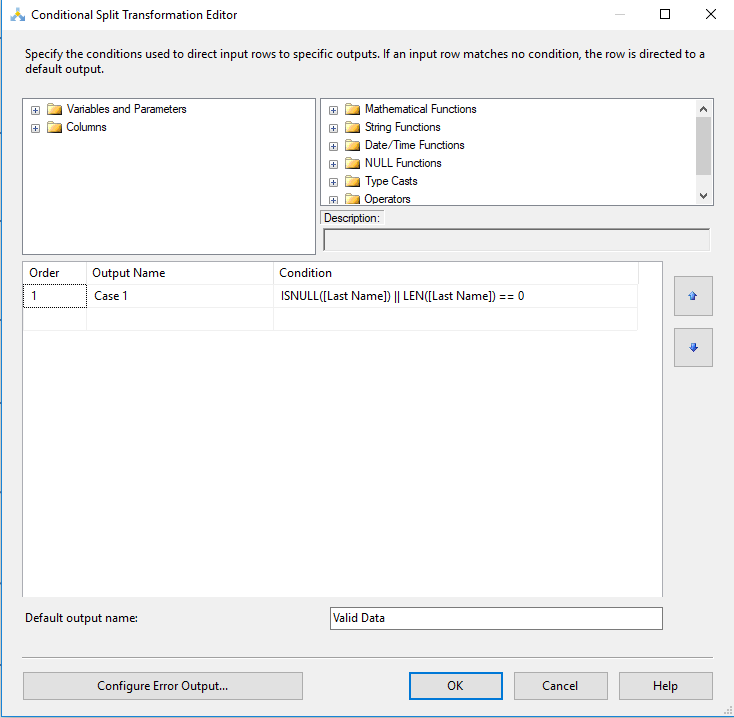 Conditional Split Transformation Editor
Specify the conditions used to direct input rows to specific outputs. If an input row matches no condition, the row is directed to a
default output.
Variables and Parameters
Columns
Mathematical Functions
String Functions
Date/Time Functions
NULL Functions
Type Casts
Operators
Description:
Order Output Name Condition
1 Case 1 ISNULL([Last Name]) || LEN([Last Name]) == 0
Default output name: Valid Data
Configure Error Output... OK Cancel Help